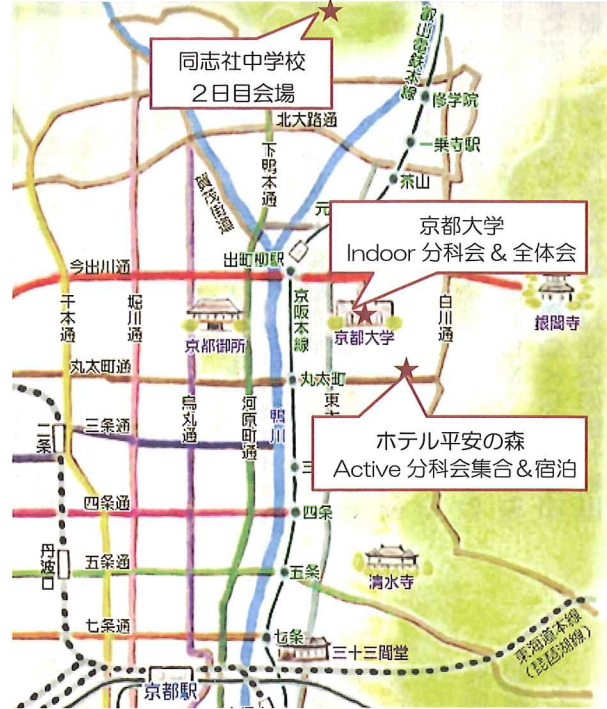 同志社中学校
2日目会場
叡山電鉄本線
修学院
北大路通
一乗寺駅
下鴨本通
茶山
賀茂街道
元
京都大学
Indoor 分科会 & 全体会
今出川通
出町柳駅
京阪本線
千本通
堀川通
京都御所
京都大学
白川通
銀閣寺
丸太町通
丸太町
烏丸通
河原町通
鴨川
東大
三条通
二条
三
ホテル平安の森
Active 分科会集合&宿泊
四条通
四条
丹波口
五条通
五条
清水寺
七条通
七条
三十三間堂
東海道本線
(琵琶湖線)
京都駅